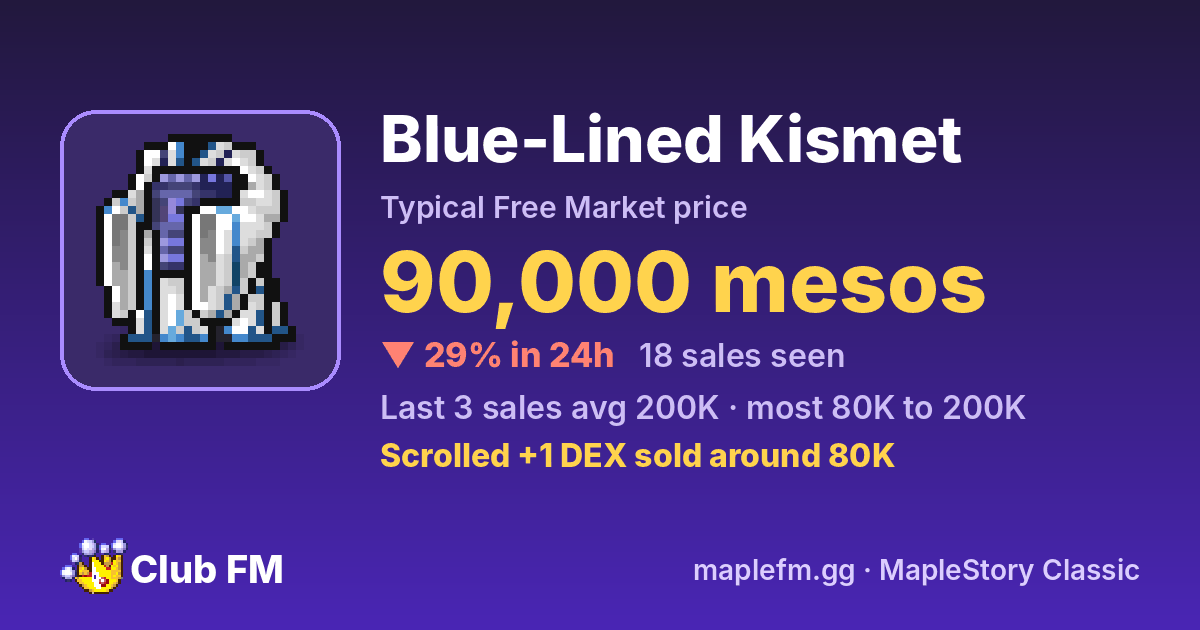 Blue-Lined Kismet
Typical Free Market price
90,000 mesos
▼ 29% in 24h 18 sales seen
Last 3 sales avg 200K · most 80K to 200K
Scrolled +1 DEX sold around 80K
Club FM
maplefm.gg · MapleStory Classic